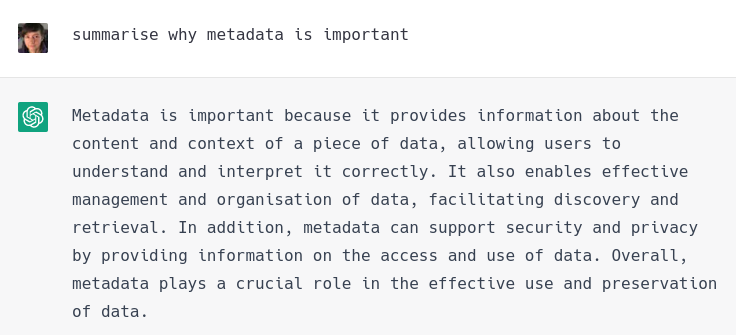 summarise why metadata is important
Metadata is important because it provides information about the
content and context of a piece of data, allowing users to
understand and interpret it correctly. It also enables effective
management and organisation of data, facilitating discovery and
retrieval. In addition, metadata can support security and privacy
by providing information on the access and use of data. Overall,
metadata plays a crucial role in the effective use and preservation
of data.